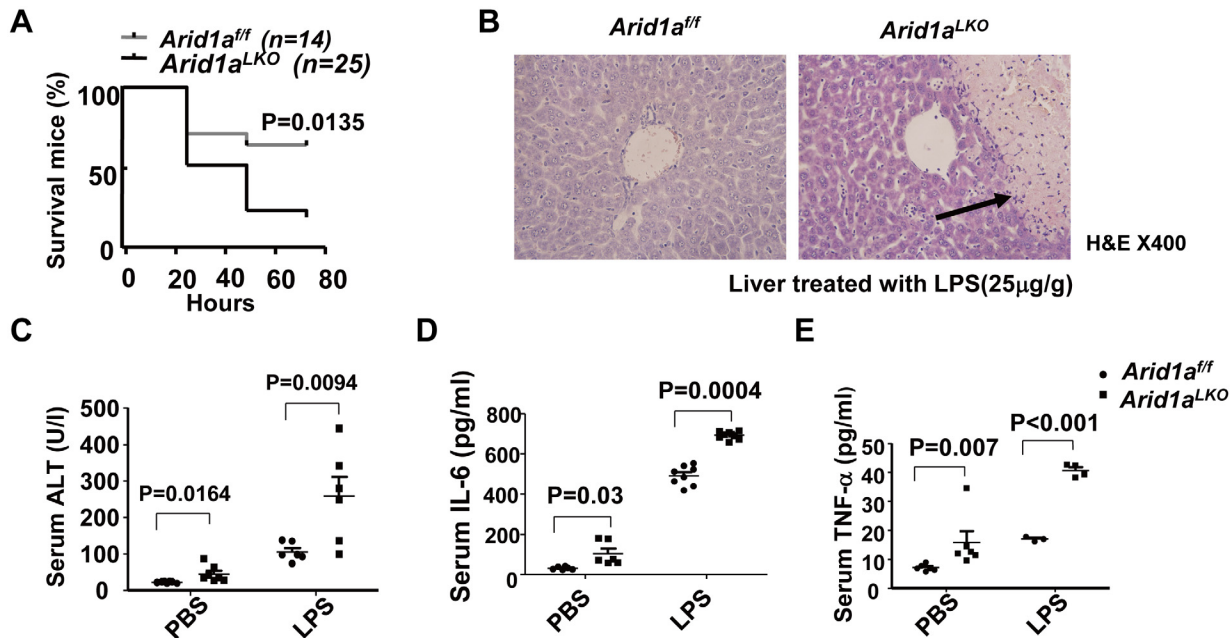 A
Arid1a^f/f (n=14)
Arid1a^LKO (n=25)
Survival mice (%)
100
50
0
P=0.0135
0 20 40 60 80
Hours
B
Arid1a^f/f Arid1a^LKO
H&E X400
Liver treated with LPS(25μg/g)
C
Serum ALT (U/l)
500
400
300
200
100
0
P=0.0164
P=0.0094
PBS LPS
D
Serum IL-6 (pg/ml)
800
600
400
200
0
P=0.03
P=0.0004
PBS LPS
E
Arid1a^f/f
Arid1a^LKO
Serum TNF-α (pg/ml)
50
40
30
20
10
0
P=0.007
P<0.001
PBS LPS